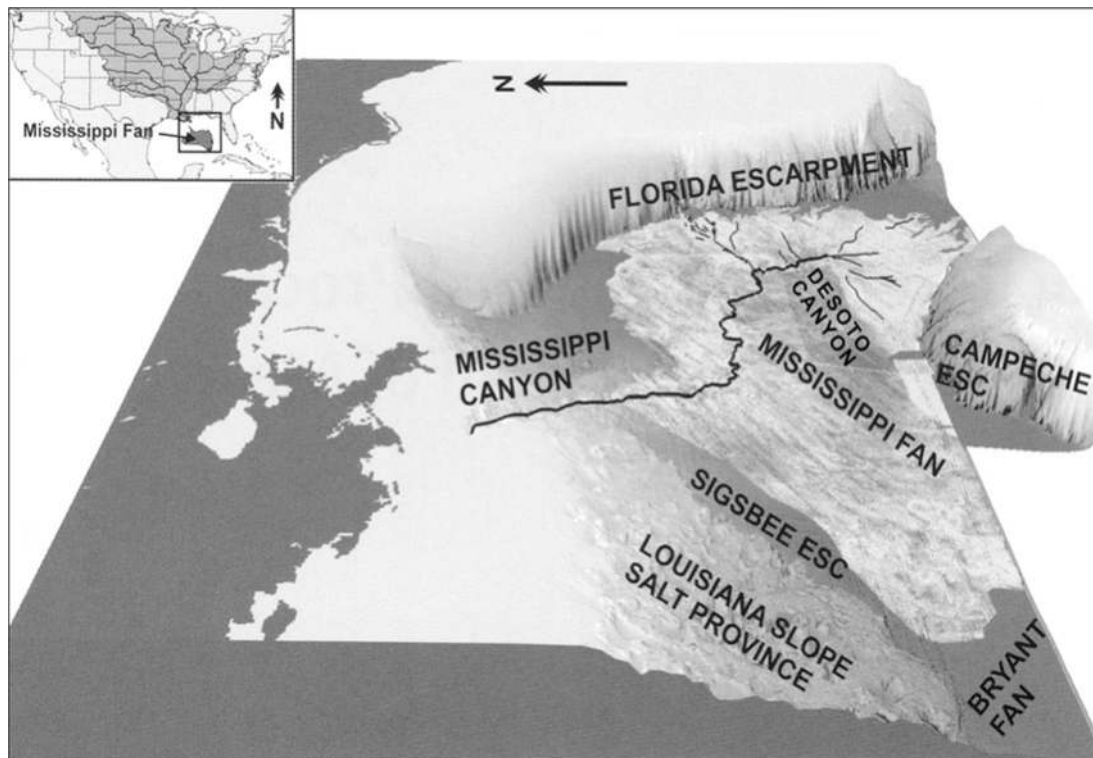 Mississippi Fan
N
N
FLORIDA ESCARPMENT
DESOTO
CANYON
MISSISSIPPI
CANYON
CAMPECHE
ESC
MISSISSIPPI FAN
SIGSBEE ESC
LOUISIANA SLOPE
SALT PROVINCE
BRYANT
FAN